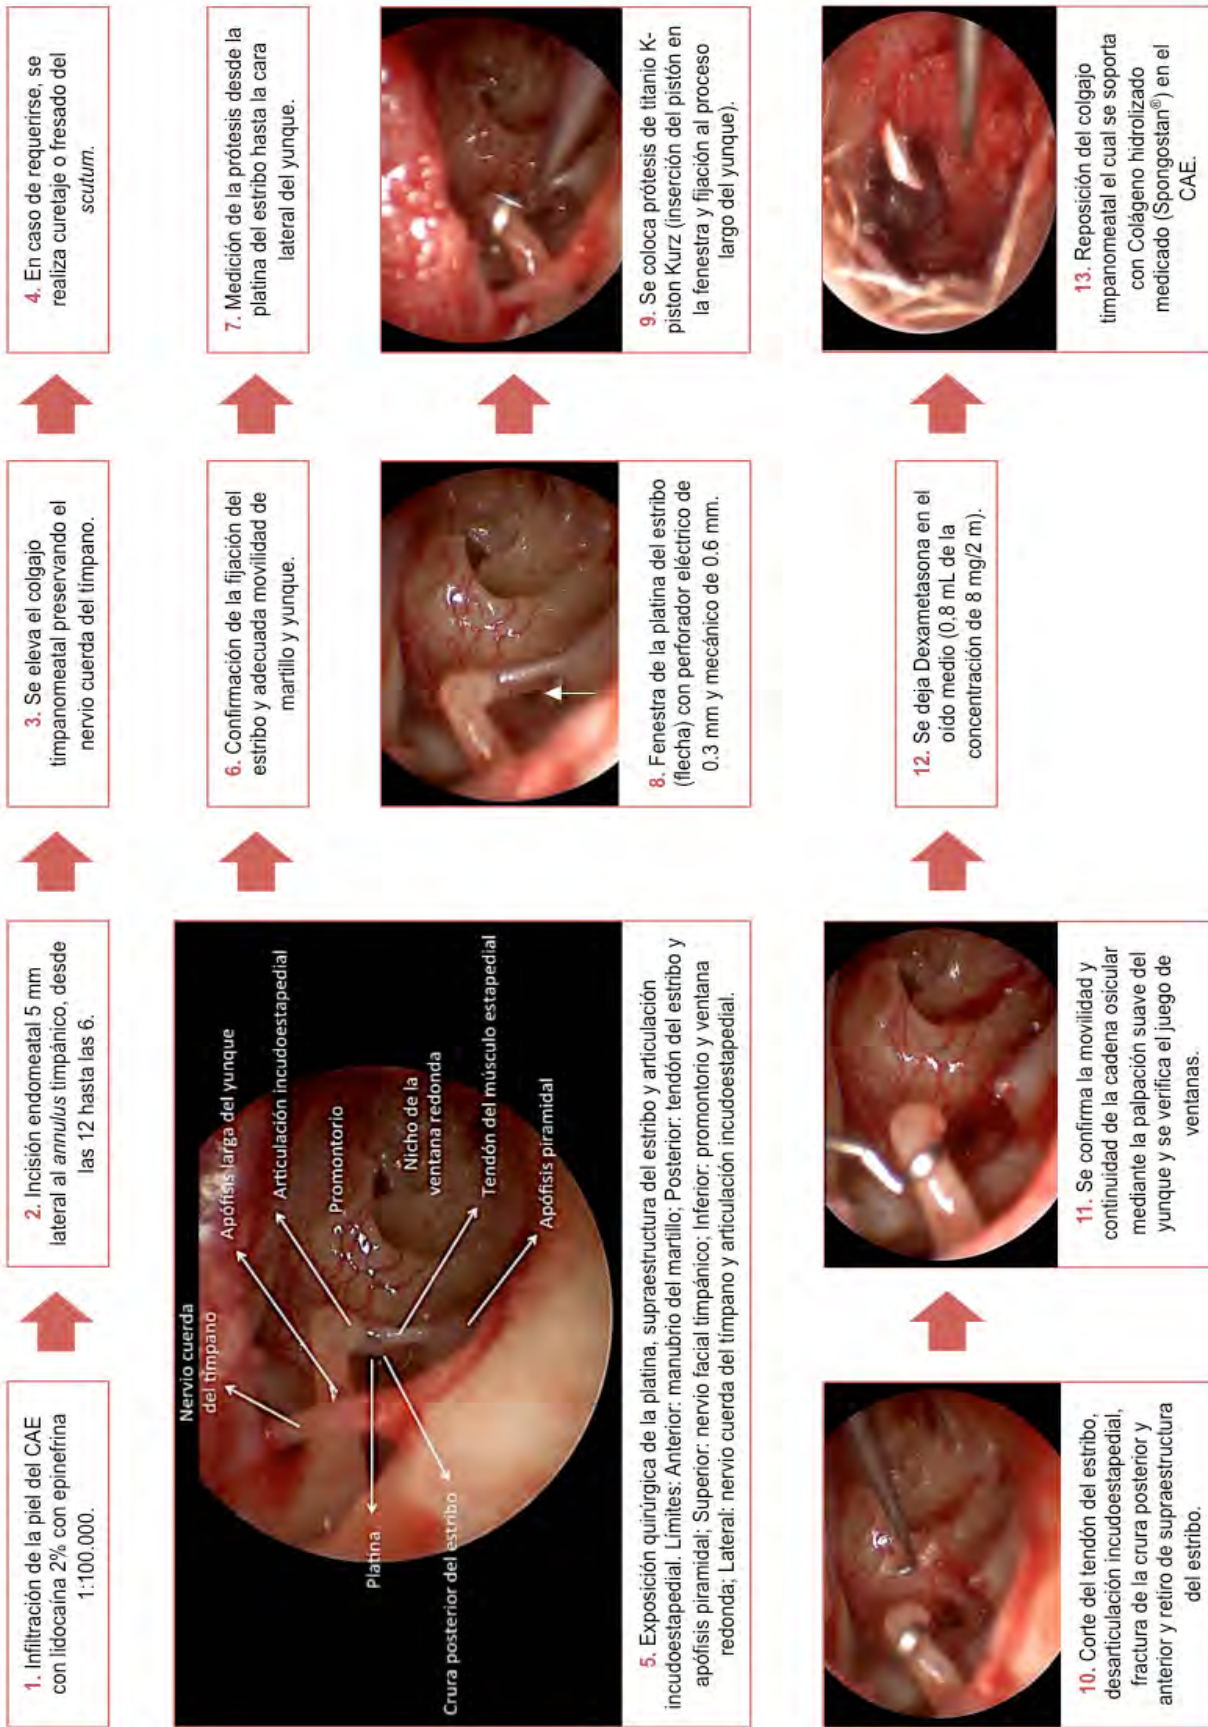 1. Infiltración de la piel del CAE
con lidocaína 2% con epinefrina
1:100.000.
2. Incisión endomeatal 5 mm
lateral al annulus timpánico, desde
las 12 hasta las 6.
3. Se eleva el colgajo
timpanomeatal preservando el
nervio cuerda del tímpano.
4. En caso de requerirse, se
realiza curetaje o fresado del
scutum.
Nervio cuerda
del tímpano
Apófisis larga del yunque
Articulación incudoestapedial
Promontorio
Nicho de la
ventana redonda
Tendón del músculo estapedial
Apófisis piramidal
Platina
Crura posterior del estribo
5. Exposición quirúrgica de la platina, supraestructura del estribo y articulación
incudoestapedial. Límites: Anterior: manubrio del martillo; Posterior: tendón del estribo y
apófisis piramidal; Superior: nervio facial timpánico; Inferior: promontorio y ventana
redonda; Lateral: nervio cuerda del tímpano y articulación incudoestapedial.
6. Confirmación de la fijación del
estribo y adecuada movilidad de
martillo y yunque.
7. Medición de la prótesis desde la
platina del estribo hasta la cara
lateral del yunque.
8. Fenestra de la platina del estribo
(flecha) con perforador eléctrico de
0.3 mm y mecánico de 0.6 mm.
9. Se coloca prótesis de titanio K-
piston Kurz (inserción del pistón en
la fenestra y fijación al proceso
largo del yunque).
10. Corte del tendón del estribo,
desarticulación incudoestapedial,
fractura de la crura posterior y
anterior y retiro de supraestructura
del estribo.
11. Se confirma la movilidad y
continuidad de la cadena osicular
mediante la palpación suave del
yunque y se verifica el juego de
ventanas.
12. Se deja Dexametasona en el
oído medio (0.8 mL de la
concentración de 8 mg/2 m).
13. Reposición del colgajo
timpanomeatal el cual se soporta
con Colágeno hidrolizado
medicado (Spongostan®) en el
CAE.